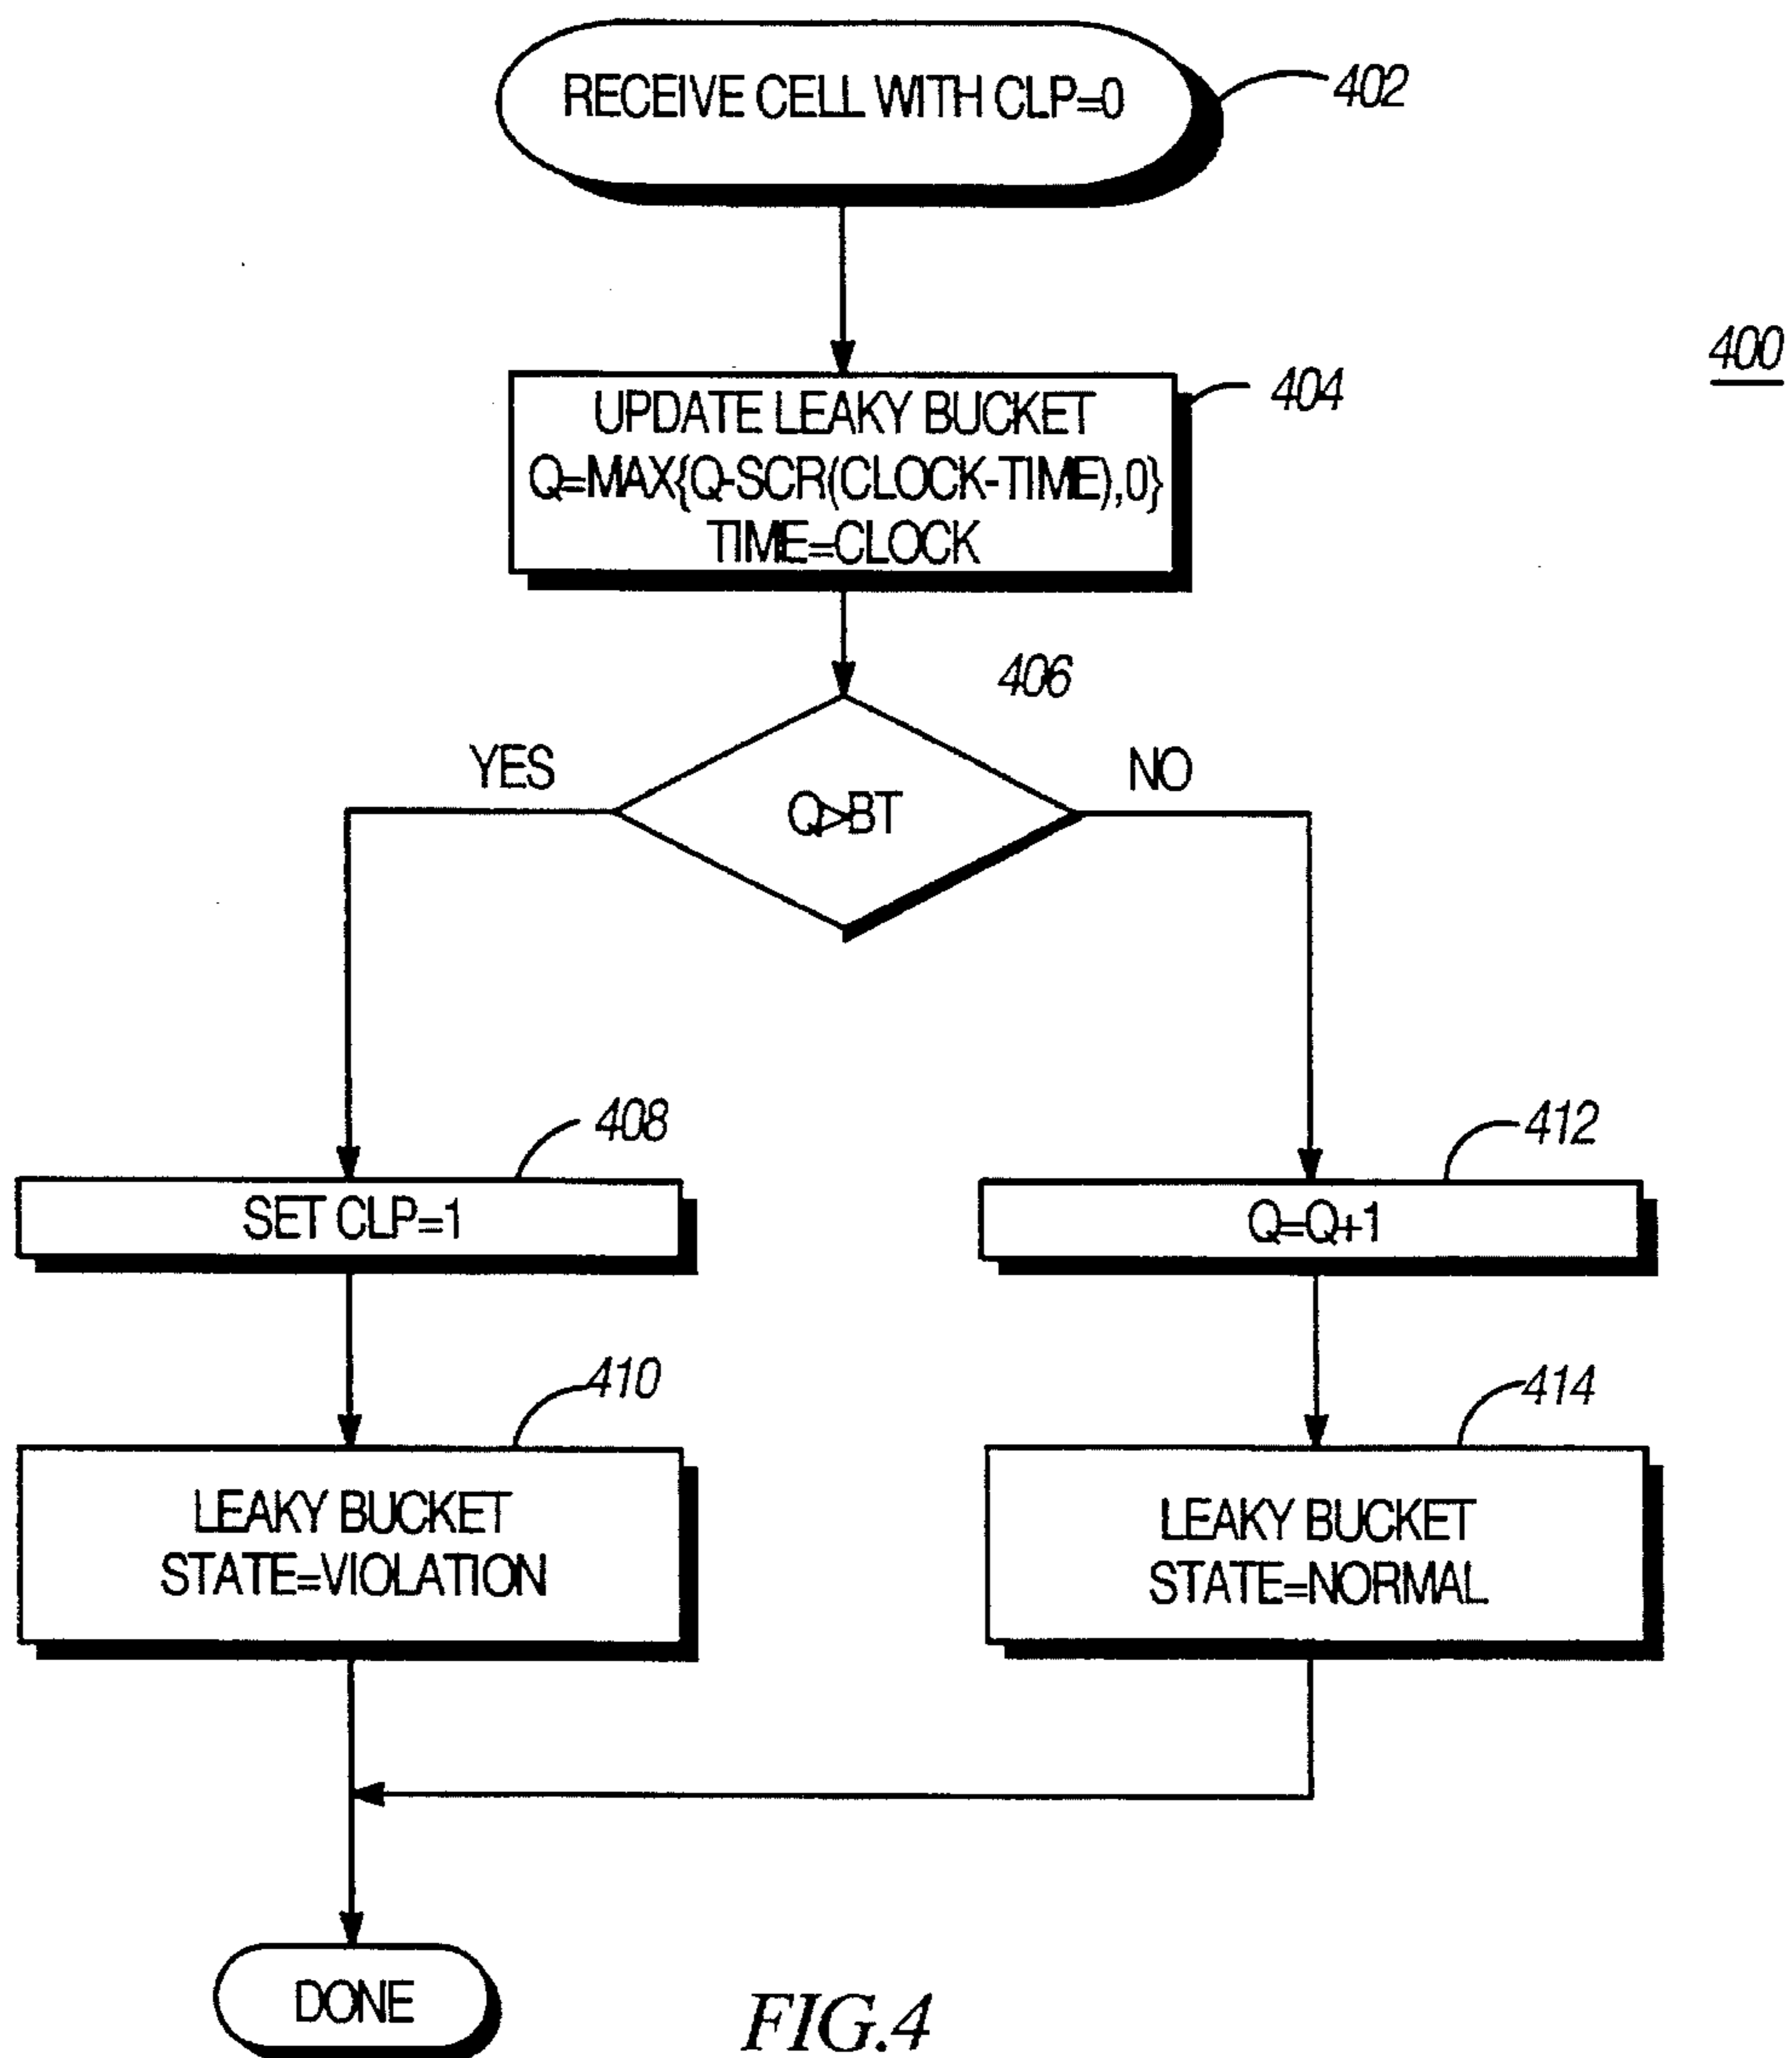 RECEIVE CELL WITH CLP=0
402
400
404
UPDATE LEAKY BUCKET
Q=MAX{Q-SCR(CLOCK-TIME),0}
TIME=CLOCK
406
YES
NO
Q>BT
408
412
SET CLP=1
Q=Q+1
410
414
LEAKY BUCKET
STATE=VIOLATION
LEAKY BUCKET
STATE=NORMAL
DONE
FIG.4